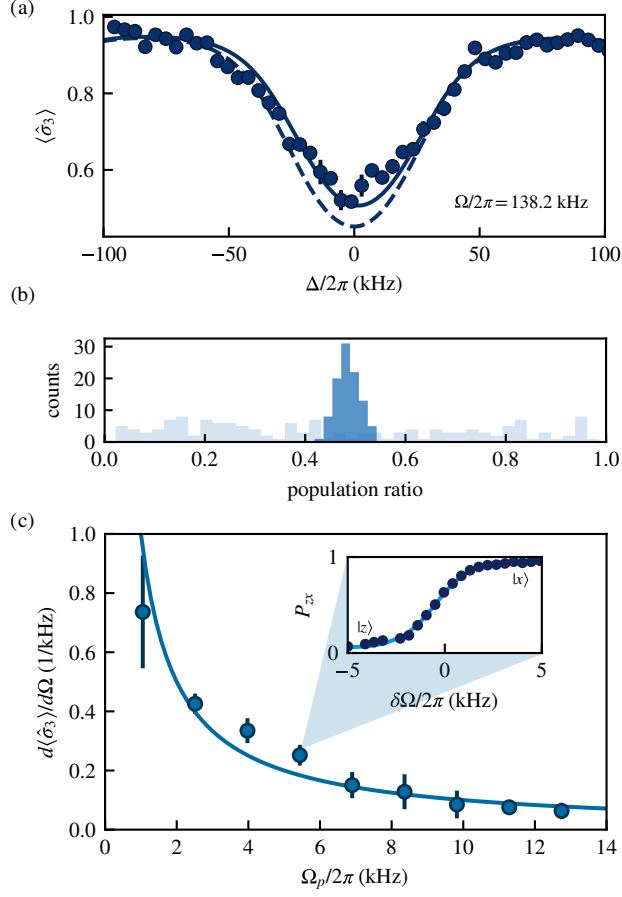 (a)
1.0
0.8
0.6
⟨σ̂₃⟩
Ω/2π = 138.2 kHz
−100 −50 0 50 100
Δ/2π (kHz)
(b)
30
20
10
0
counts
0.0 0.2 0.4 0.6 0.8 1.0
population ratio
(c)
1.0
0.8
0.6
0.4
0.2
0.0
d⟨σ̂₃⟩/dΩ (1/kHz)
1
0
P_zx
|z⟩
|x⟩
−5 0 5
δΩ/2π (kHz)
0 2 4 6 8 10 12 14
Ω_p/2π (kHz)